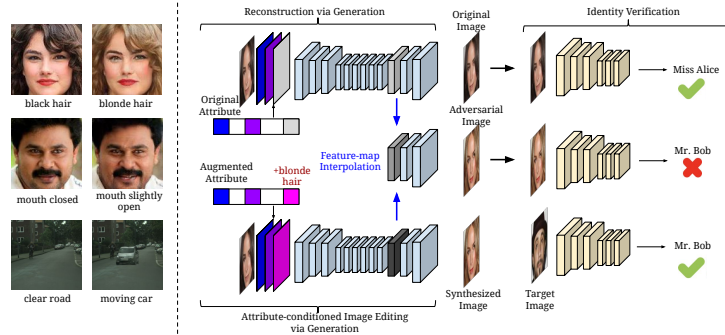 Reconstruction via Generation
Original
Image
Identity Verification
black hair
blonde hair
Original
Attribute
Adversarial
Image
Miss Alice
Feature-map
Interpolation
mouth closed
mouth slightly
open
Augmented
Attribute
+blonde
hair
Mr. Bob
clear road
moving car
Synthesized
Image
Target
Image
Mr. Bob
Attribute-conditioned Image Editing
via Generation